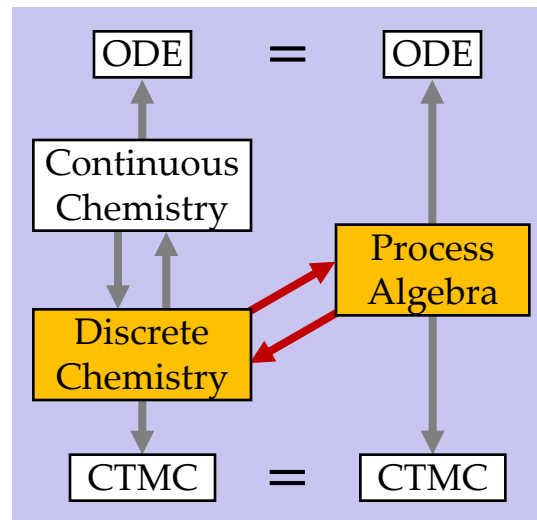 ODE = ODE
Continuous
Chemistry
Process
Algebra
Discrete
Chemistry
CTMC = CTMC